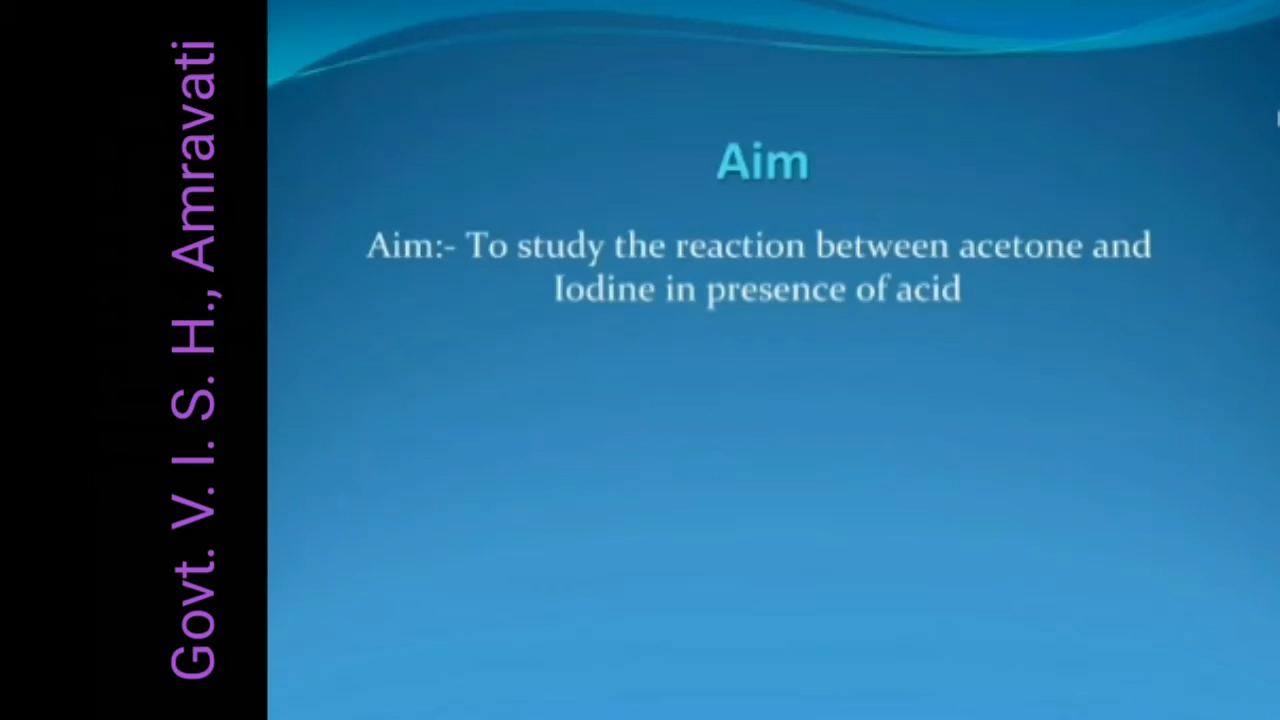 Govt. V. I. S. H., Amravati
Aim
Aim:- To study the reaction between acetone and
Iodine in presence of acid